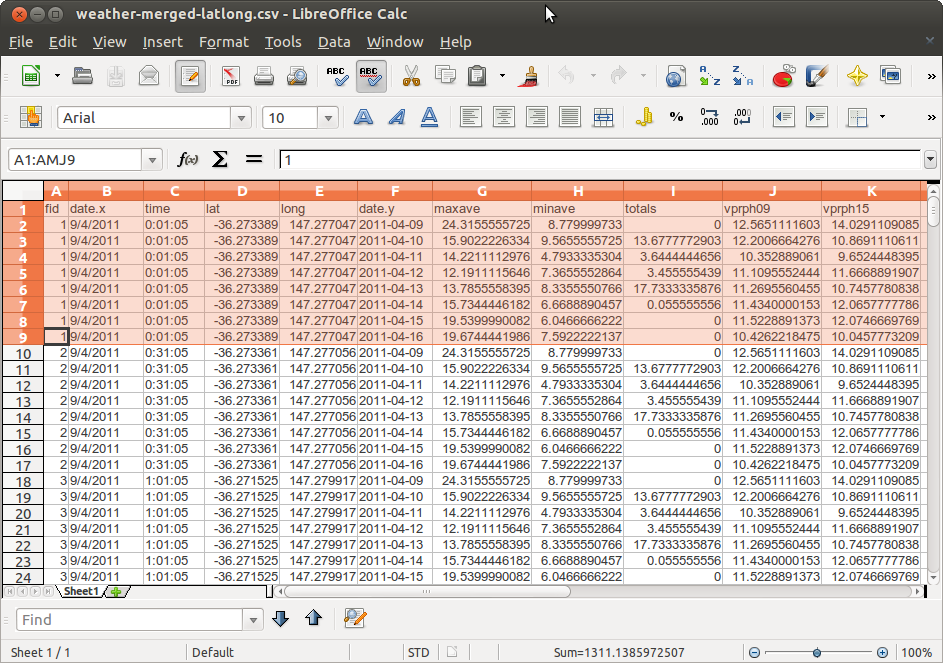 weather-merged-latlong.csv - LibreOffice Calc
File Edit View Insert Format Tools Data Window Help
Arial 10
A1:AMJ9 f(x) Σ = 1
A B C D E F G H I J K
1 fid date.x time lat long date.y maxave minave totals vprph09 vprph15
2 1 9/4/2011 0:01:05 -36.273389 147.277047 2011-04-09 24.3155555725 8.779999733 0 12.5651111603 14.0291109085
3 1 9/4/2011 0:01:05 -36.273389 147.277047 2011-04-10 15.9022226334 9.5655555725 13.6777772903 12.2006664276 10.8691110611
4 1 9/4/2011 0:01:05 -36.273389 147.277047 2011-04-11 14.2211112976 4.7933334351 3.6444444656 10.352889061 9.6524448395
5 1 9/4/2011 0:01:05 -36.273389 147.277047 2011-04-12 12.1911115646 7.3655552864 3.455555439 11.1095552444 11.6668891907
6 1 9/4/2011 0:01:05 -36.273389 147.277047 2011-04-13 13.7855558395 8.3355550766 17.7333335876 11.2695560455 10.7457780838
7 1 9/4/2011 0:01:05 -36.273389 147.277047 2011-04-14 15.7344446182 6.6688890457 0.055555556 11.4340000153 12.0657777786
8 1 9/4/2011 0:01:05 -36.273389 147.277047 2011-04-15 19.5399990082 6.0466666222 0 11.5228891373 12.0746669769
9 1 9/4/2011 0:01:05 -36.273389 147.277047 2011-04-16 19.6744441986 7.5922222137 0 10.4262218475 10.0457773209
10 2 9/4/2011 0:31:05 -36.273361 147.277056 2011-04-09 24.3155555725 8.779999733 0 12.5651111603 14.0291109085
11 2 9/4/2011 0:31:05 -36.273361 147.277056 2011-04-10 15.9022226334 9.5655555725 13.6777772903 12.2006664276 10.8691110611
12 2 9/4/2011 0:31:05 -36.273361 147.277056 2011-04-11 14.2211112976 4.7933334351 3.6444444656 10.352889061 9.6524448395
13 2 9/4/2011 0:31:05 -36.273361 147.277056 2011-04-12 12.1911115646 7.3655552864 3.455555439 11.1095552444 11.6668891907
14 2 9/4/2011 0:31:05 -36.273361 147.277056 2011-04-13 13.7855558395 8.3355550766 17.7333335876 11.2695560455 10.7457780838
15 2 9/4/2011 0:31:05 -36.273361 147.277056 2011-04-14 15.7344446182 6.6688890457 0.055555556 11.4340000153 12.0657777786
16 2 9/4/2011 0:31:05 -36.273361 147.277056 2011-04-15 19.5399990082 6.0466666222 0 11.5228891373 12.0746669769
17 2 9/4/2011 0:31:05 -36.273361 147.277056 2011-04-16 19.6744441986 7.5922222137 0 10.4262218475 10.0457773209
18 3 9/4/2011 1:01:05 -36.271525 147.279917 2011-04-09 24.3155555725 8.779999733 0 12.5651111603 14.0291109085
19 3 9/4/2011 1:01:05 -36.271525 147.279917 2011-04-10 15.9022226334 9.5655555725 13.6777772903 12.2006664276 10.8691110611
20 3 9/4/2011 1:01:05 -36.271525 147.279917 2011-04-11 14.2211112976 4.7933334351 3.6444444656 10.352889061 9.6524448395
21 3 9/4/2011 1:01:05 -36.271525 147.279917 2011-04-12 12.1911115646 7.3655552864 3.455555439 11.1095552444 11.6668891907
22 3 9/4/2011 1:01:05 -36.271525 147.279917 2011-04-13 13.7855558395 8.3355550766 17.7333335876 11.2695560455 10.7457780838
23 3 9/4/2011 1:01:05 -36.271525 147.279917 2011-04-14 15.7344446182 6.6688890457 0.055555556 11.4340000153 12.0657777786
24 3 9/4/2011 1:01:05 -36.271525 147.279917 2011-04-15 19.5399990082 6.0466666222 0 11.5228891373 12.0746669769
Sheet1
Find
Sheet 1 / 1 Default STD Sum=1311.1385972507 100%